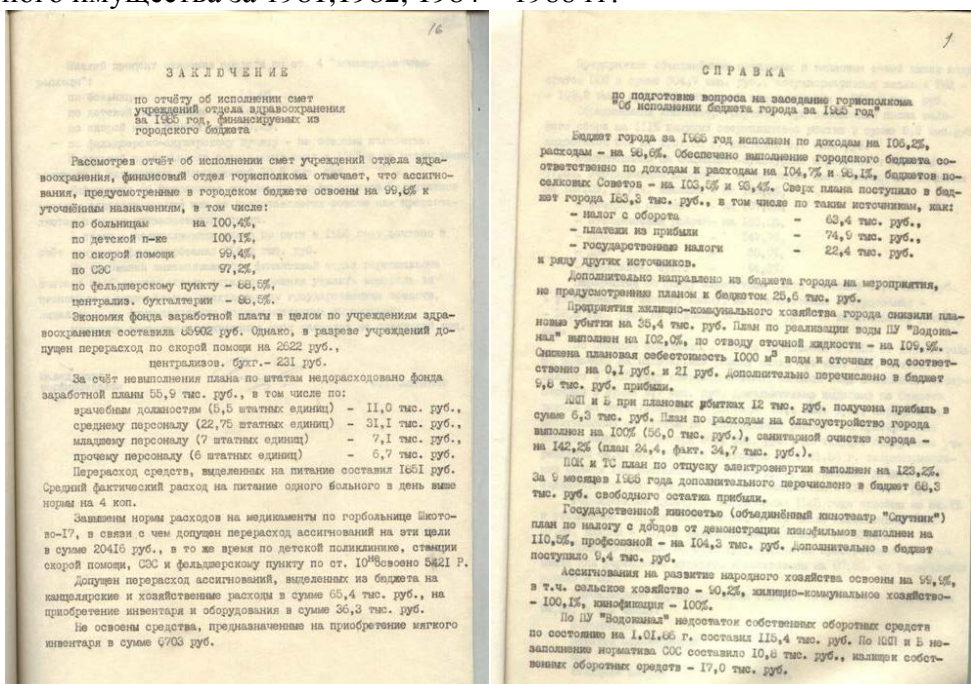 ного имущества за 1981,1982, 1984 – 1988 гг.
16
ЗАКЛЮЧЕНИЕ
по отчёту об исполнении смет
учреждений отдела здравоохранения
за 1985 год, финансируемых из
городского бюджета
Рассмотрев отчёт об исполнении смет учреждений отдела здра-
воохранения, финансовый отдел горисполкома отмечает, что ассигно-
вания, предусмотренные в городском бюджете освоены на 99,8% к
уточнённым назначениям, в том числе:
по больницам на 100,4%,
по детской п-ке 100,1%,
по скорой помощи 99,4%,
по СЭС 97,2%,
по фельдшерскому пункту –
централиз. бухгалтерии –
Экономия фонда заработной платы в целом по учреждениям здра-
воохранения составила 85902 руб. Однако, в разрезе учреждений до-
пущен перерасход по скорой помощи на 2622 руб.,
централизов. бухг.- 231 руб.
За счёт невыполнения плана по штатам недорасходовано фонда
заработной платы 55,9 тыс. руб., в том числе по:
врачебным должностям (5,5 штатных единиц) – 11,0 тыс. руб.,
среднему персоналу (22,75 штатных единиц) – 31,1 тыс. руб.,
младшему персоналу (7 штатных единиц) – 7,1 тыс. руб.,
прочему персоналу (6 штатных единиц) – 6,7 тыс. руб.
Перерасход средств, выделенных на питание составил 1651 руб.
Средний фактический расход на питание одного больного в день выше
нормы на 4 коп.
Завышены нормы расходов на медикаменты по горбольнице Шкото-
во-17, в связи с чем допущен перерасход ассигнований на эти цели
в сумме 20416 руб., в то же время по детской поликлинике, станции
скорой помощи, СЭС и фельдшерскому пункту по ст. 10 не освоено 5421 Р.
Допущен перерасход ассигнований, выделенных из бюджета на
канцелярские и хозяйственные расходы в сумме 65,4 тыс. руб., на
приобретение инвентаря и оборудования в сумме 36,3 тыс. руб.
Не освоены средства, предназначенные на приобретение мягкого
инвентаря в сумме 6703 руб.
СПРАВКА
по подготовке вопроса на заседание горисполкома
"Об исполнении бюджета города за 1985 год"
Бюджет города за 1985 год исполнен по доходам на 106,2%,
расходам – на 98,6%. Обеспечено выполнение городского бюджета со-
ответственно по доходам и расходам на 104,7% и 98,1%, бюджетов по-
селковых Советов – на 103,5% и 93,4%. Сверх плана поступило в бюд-
жет города 183,3 тыс. руб., в том числе по таким источникам, как:
– налог с оборота – 63,4 тыс. руб.,
– платежи из прибыли – 74,9 тыс. руб.,
– государственные налоги – 22,4 тыс. руб.
и ряду других источников.
Дополнительно направлено из бюджета города на мероприятия,
не предусмотренные планом и бюджетом 25,6 тыс. руб.
Предприятия жилищно-коммунального хозяйства города снизили пла-
новые убытки на 35,4 тыс. руб. План по реализации воды ПУ "Водока-
нал" выполнен на 102,0%, по отводу сточной жидкости – на 109,9%.
Снижена плановая себестоимость 1000 м³ воды и сточных вод соответ-
ственно на 0,1 руб. и 21 руб. Дополнительно перечислено в бюджет
9,8 тыс. руб. прибыли.
ККП и Б при плановых убытках 12 тыс. руб. получена прибыль в
сумме 6,3 тыс. руб. План по расходам на благоустройство города
выполнен на 100% (56,0 тыс. руб.), санитарной очистке города –
на 142,2% (план 24,4, факт. 34,7 тыс. руб.).
ПОК и ТС план по отпуску электроэнергии выполнен на 123,2%.
За 9 месяцев 1985 года дополнительного перечислено в бюджет 68,3
тыс. руб. свободного остатка прибыли.
Государственной киносетью (объединённый кинотеатр "Спутник")
план по налогу с доходов от демонстрации кинофильмов выполнен на
110,5%, профсоюзной – на 104,3 тыс. руб. Дополнительно в бюджет
поступило 9,4 тыс. руб.
Ассигнования на развитие народного хозяйства освоены на 99,9%,
в т.ч. сельское хозяйство – 90,2%, жилищно-коммунальное хозяйство-
– 100,1%, кинофикация – 100%.
По ПУ "Водоканал" недостаток собственных оборотных средств
по состоянию на 1.01.86 г. составил 115,4 тыс. руб. По ККП и Б не-
заполнение норматива СОС составило 10,8 тыс. руб., излишек собст-
венных оборотных средств – 17,0 тыс. руб.